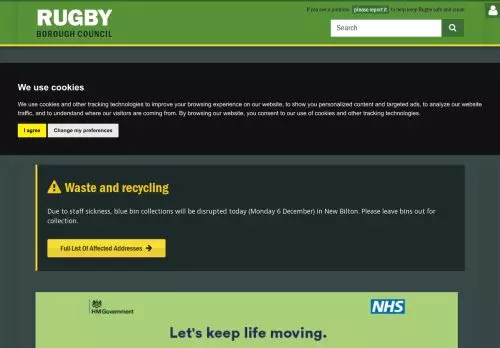 RUGBY
BOROUGH COUNCIL
If you see a problem, please report it to help keep Rugby safe and clean
Search
We use cookies
We use cookies and other tracking technologies to improve your browsing experience on our website, to show you personalized content and targeted ads, to analyze our website
traffic, and to understand where our visitors are coming from. By browsing our website, you consent to our use of cookies and other tracking technologies.
I agree
Change my preferences
Waste and recycling
Due to staff sickness, blue bin collections will be disrupted today (Monday 6 December) in New Bilton. Please leave bins out for
collection.
Full List Of Affected Addresses
HM Government
NHS
Let's keep life moving.